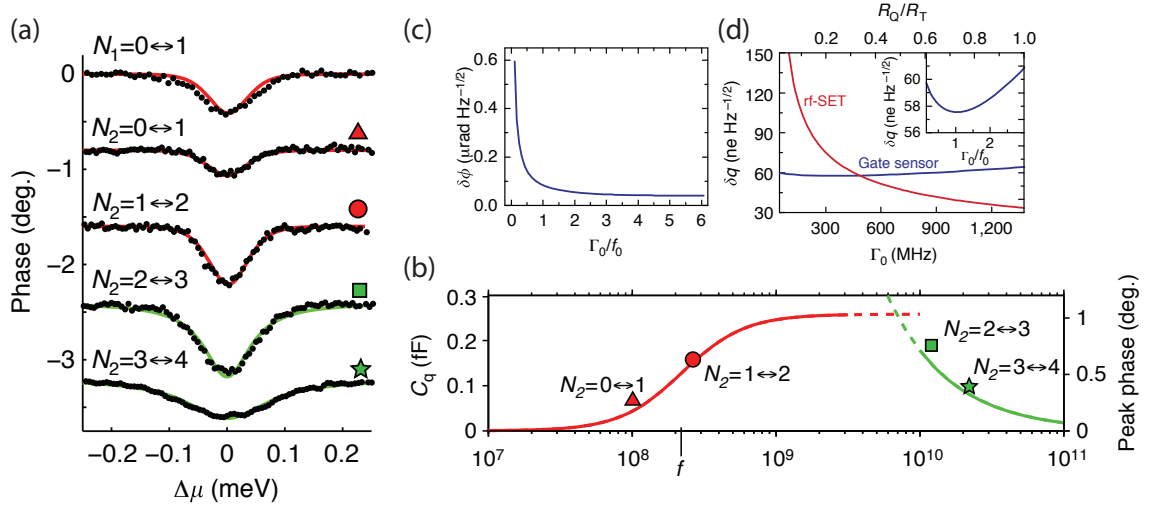 (a)
N₁=0↔1
N₂=0↔1
N₂=1↔2
N₂=2↔3
N₂=3↔4
0
−1
−2
−3
Phase (deg.)
−0.2 −0.1 0 0.1 0.2
Δμ (meV)
(c)
0.6
0.4
0.2
0.0
δϕ (μrad Hz⁻¹/²)
0 1 2 3 4 5 6
Γ₀/f₀
(d)
R_Q/R_T
0.2 0.4 0.6 0.8 1.0
150
120
90
60
30
δq (ne Hz⁻¹/²)
rf-SET
Gate sensor
60
58
56
δq (ne Hz⁻¹/²)
1 2
Γ₀/f₀
300 600 900 1,200
Γ₀ (MHz)
(b)
0.3
0.2
0.1
0
C_q (fF)
N₂=0↔1
N₂=1↔2
N₂=2↔3
N₂=3↔4
1
0.5
0
Peak phase (deg.)
10⁷ 10⁸ 10⁹ 10¹⁰ 10¹¹
f